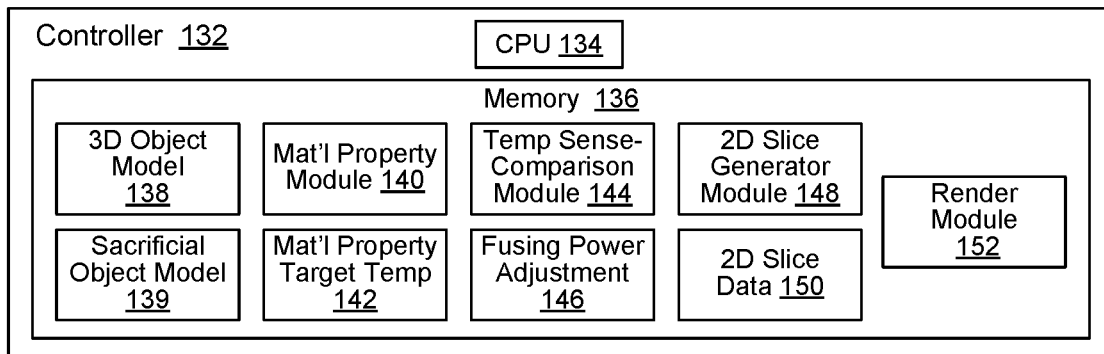 Controller 132
CPU 134
Memory 136
3D Object
Model
138
Mat'l Property
Module 140
Temp Sense-
Comparison
Module 144
2D Slice
Generator
Module 148
Render
Module
152
Sacrificial
Object Model
139
Mat'l Property
Target Temp
142
Fusing Power
Adjustment
146
2D Slice
Data 150